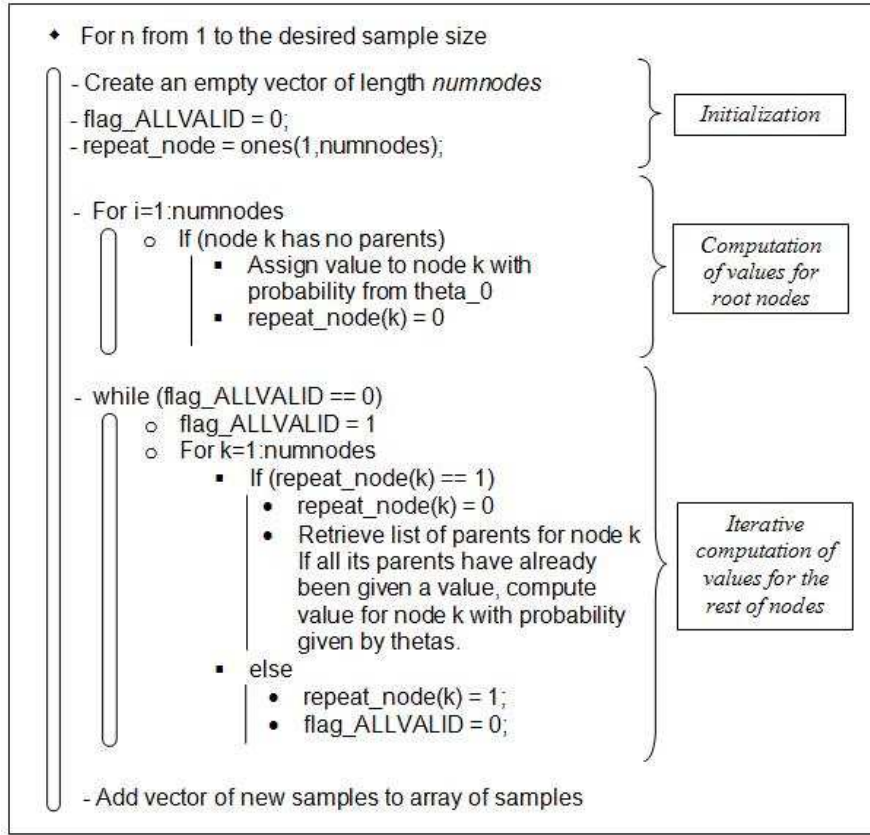 For n from 1 to the desired sample size
- Create an empty vector of length numnodes
- flag_ALLVALID = 0;
- repeat_node = ones(1,numnodes);
Initialization
- For i=1:numnodes
o If (node k has no parents)
▪ Assign value to node k with
probability from theta_0
▪ repeat_node(k) = 0
Computation
of values for
root nodes
- while (flag_ALLVALID == 0)
o flag_ALLVALID = 1
o For k=1:numnodes
▪ If (repeat_node(k) == 1)
• repeat_node(k) = 0
• Retrieve list of parents for node k
If all its parents have already
been given a value, compute
value for node k with probability
given by thetas.
▪ else
• repeat_node(k) = 1;
• flag_ALLVALID = 0;
Iterative
computation of
values for the
rest of nodes
- Add vector of new samples to array of samples